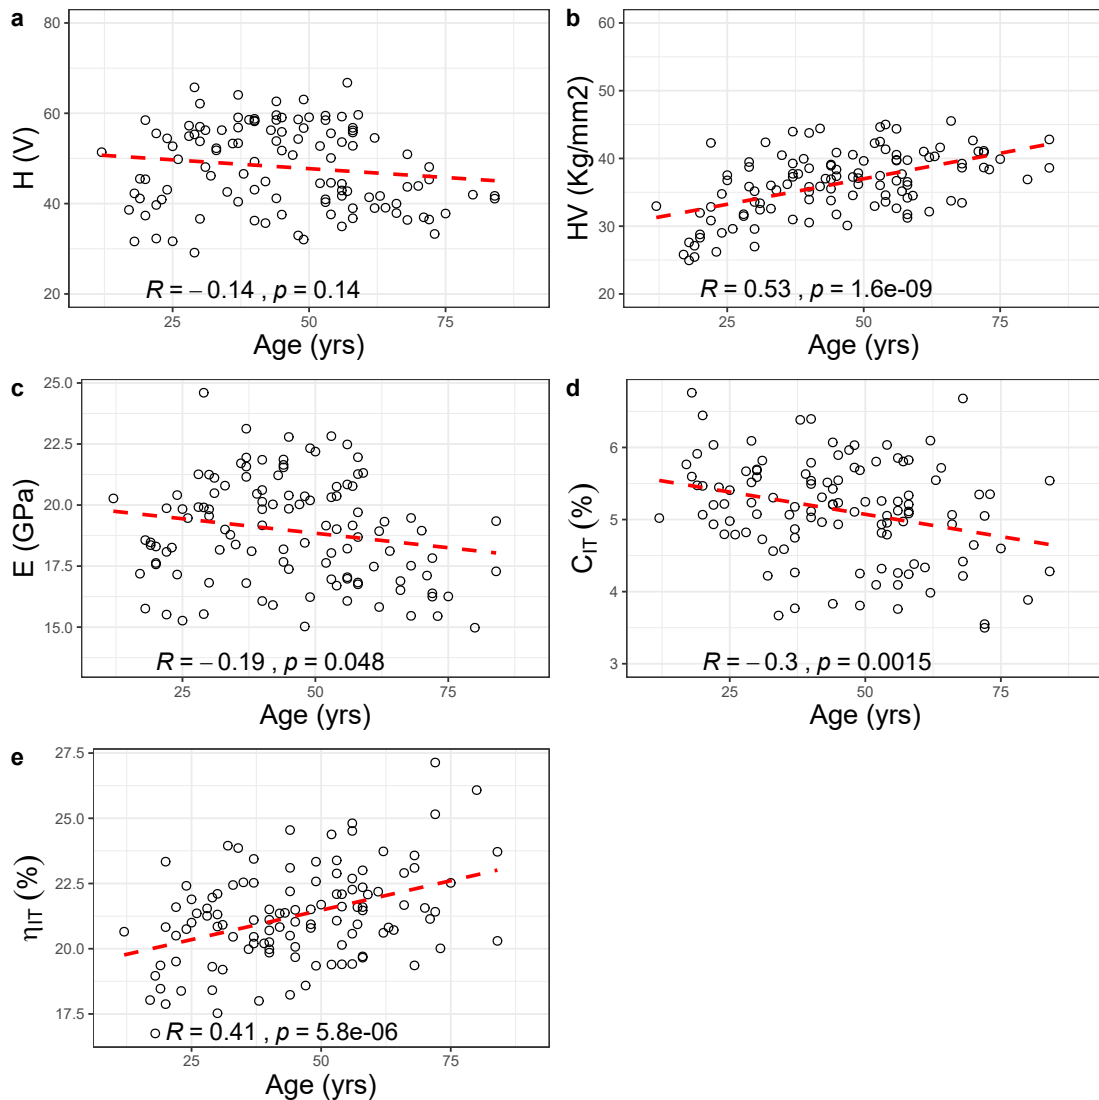 a
H (V)
80
60
40
20
R = − 0.14 , p = 0.14
25 50 75
Age (yrs)
b
HV (Kg/mm2)
60
50
40
30
20
R = 0.53 , p = 1.6e-09
25 50 75
Age (yrs)
c
E (GPa)
25.0
22.5
20.0
17.5
15.0
R = − 0.19 , p = 0.048
25 50 75
Age (yrs)
d
CIT (%)
6
5
4
3
R = − 0.3 , p = 0.0015
25 50 75
Age (yrs)
e
ηIT (%)
27.5
25.0
22.5
20.0
17.5
R = 0.41 , p = 5.8e-06
25 50 75
Age (yrs)